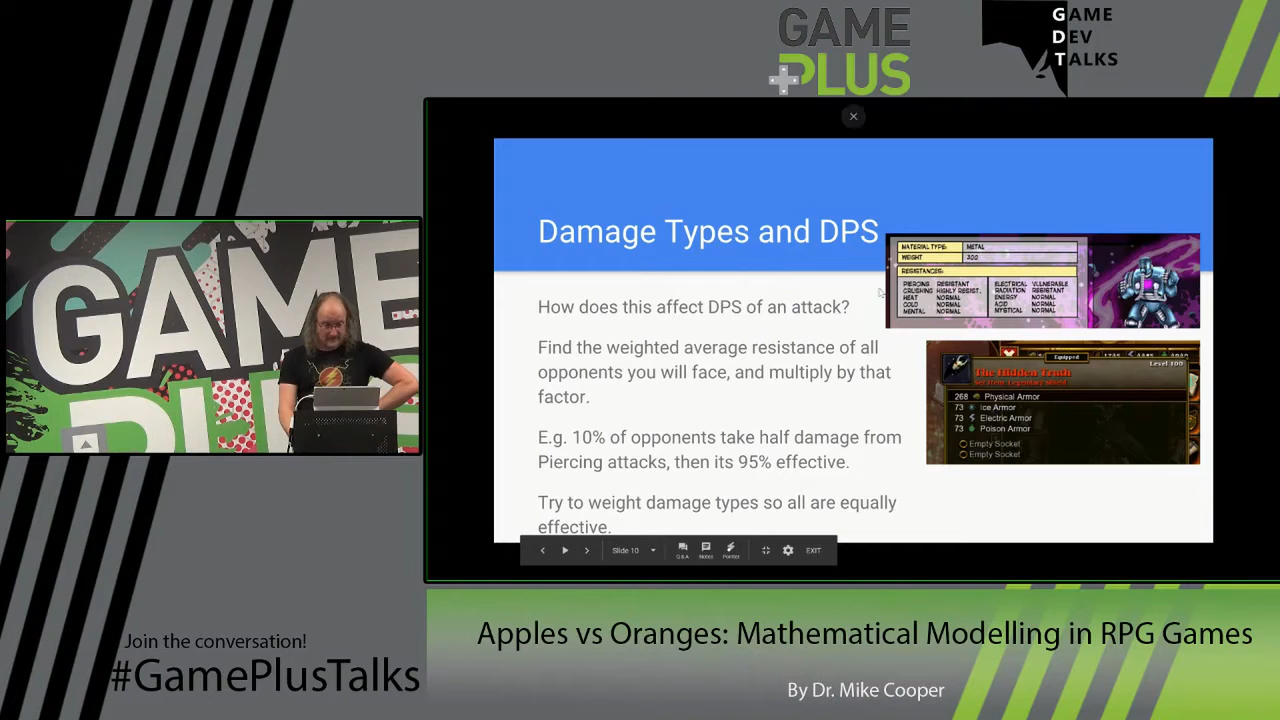 GAME
PLUS
GAME
DEV
TALKS
GAME
Damage Types and DPS
MATERIAL TYPE: METAL
WEIGHT 300
RESISTANCES:
PIERCING RESISTANT ELECTRICAL VULNERABLE
CRUSHING HIGHLY RESIST. RADIATION RESISTANT
HEAT NORMAL ENERGY NORMAL
COLD NORMAL ACID NORMAL
MENTAL NORMAL MYSTICAL NORMAL
How does this affect DPS of an attack?
Find the weighted average resistance of all
opponents you will face, and multiply by that
factor.
E.g. 10% of opponents take half damage from
Piercing attacks, then its 95% effective.
Try to weight damage types so all are equally
effective.
Equipped
The Hidden Truth
Level 100
268 Physical Armor
73 Ice Armor
73 Electric Armor
73 Poison Armor
Empty Socket
Empty Socket
Slide 10
Q&A
Notes
Pointer
EXIT
Join the conversation!
#GamePlusTalks
Apples vs Oranges: Mathematical Modelling in RPG Games
By Dr. Mike Cooper